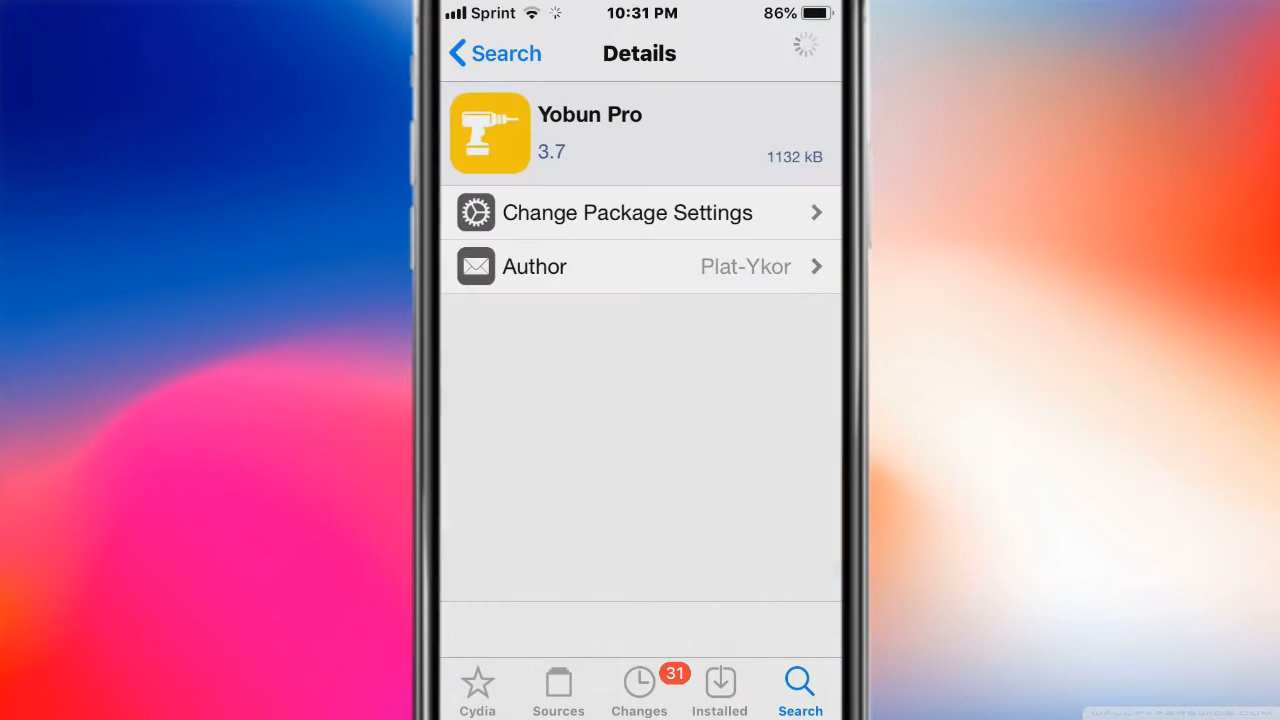 Sprint 10:31 PM 86%
Search Details
Yobun Pro
3.7 1132 kB
Change Package Settings
Author Plat-Ykor
31
Cydia Sources Changes Installed Search